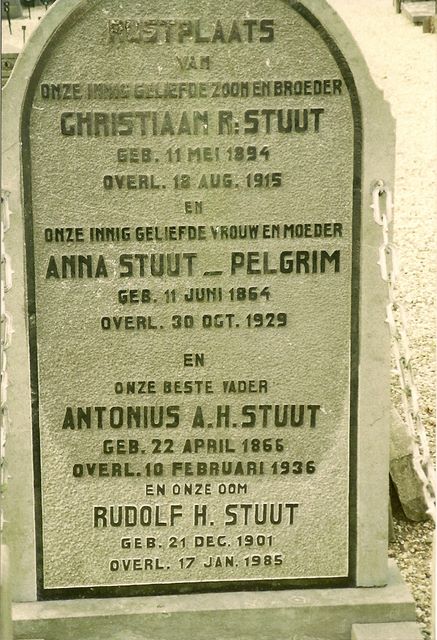 RUSTPLAATS
VAN
ONZE INNIG GELIEFDE ZOON EN BROEDER
CHRISTIAAN R: STUUT
GEB. 11 MEI 1894
OVERL. 12 AUG. 1915
EN
ONZE INNIG GELIEFDE VROUW EN MOEDER
ANNA STUUT _ PELGRIM
GEB. 11 JUNI 1864
OVERL. 30 OCT. 1929
EN
ONZE BESTE VADER
ANTONIUS A.H. STUUT
GEB. 22 APRIL 1866
OVERL. 10 FEBRUARI 1936
EN ONZE OOM
RUDOLF H. STUUT
GEB. 21 DEC. 1901
OVERL. 17 JAN. 1985